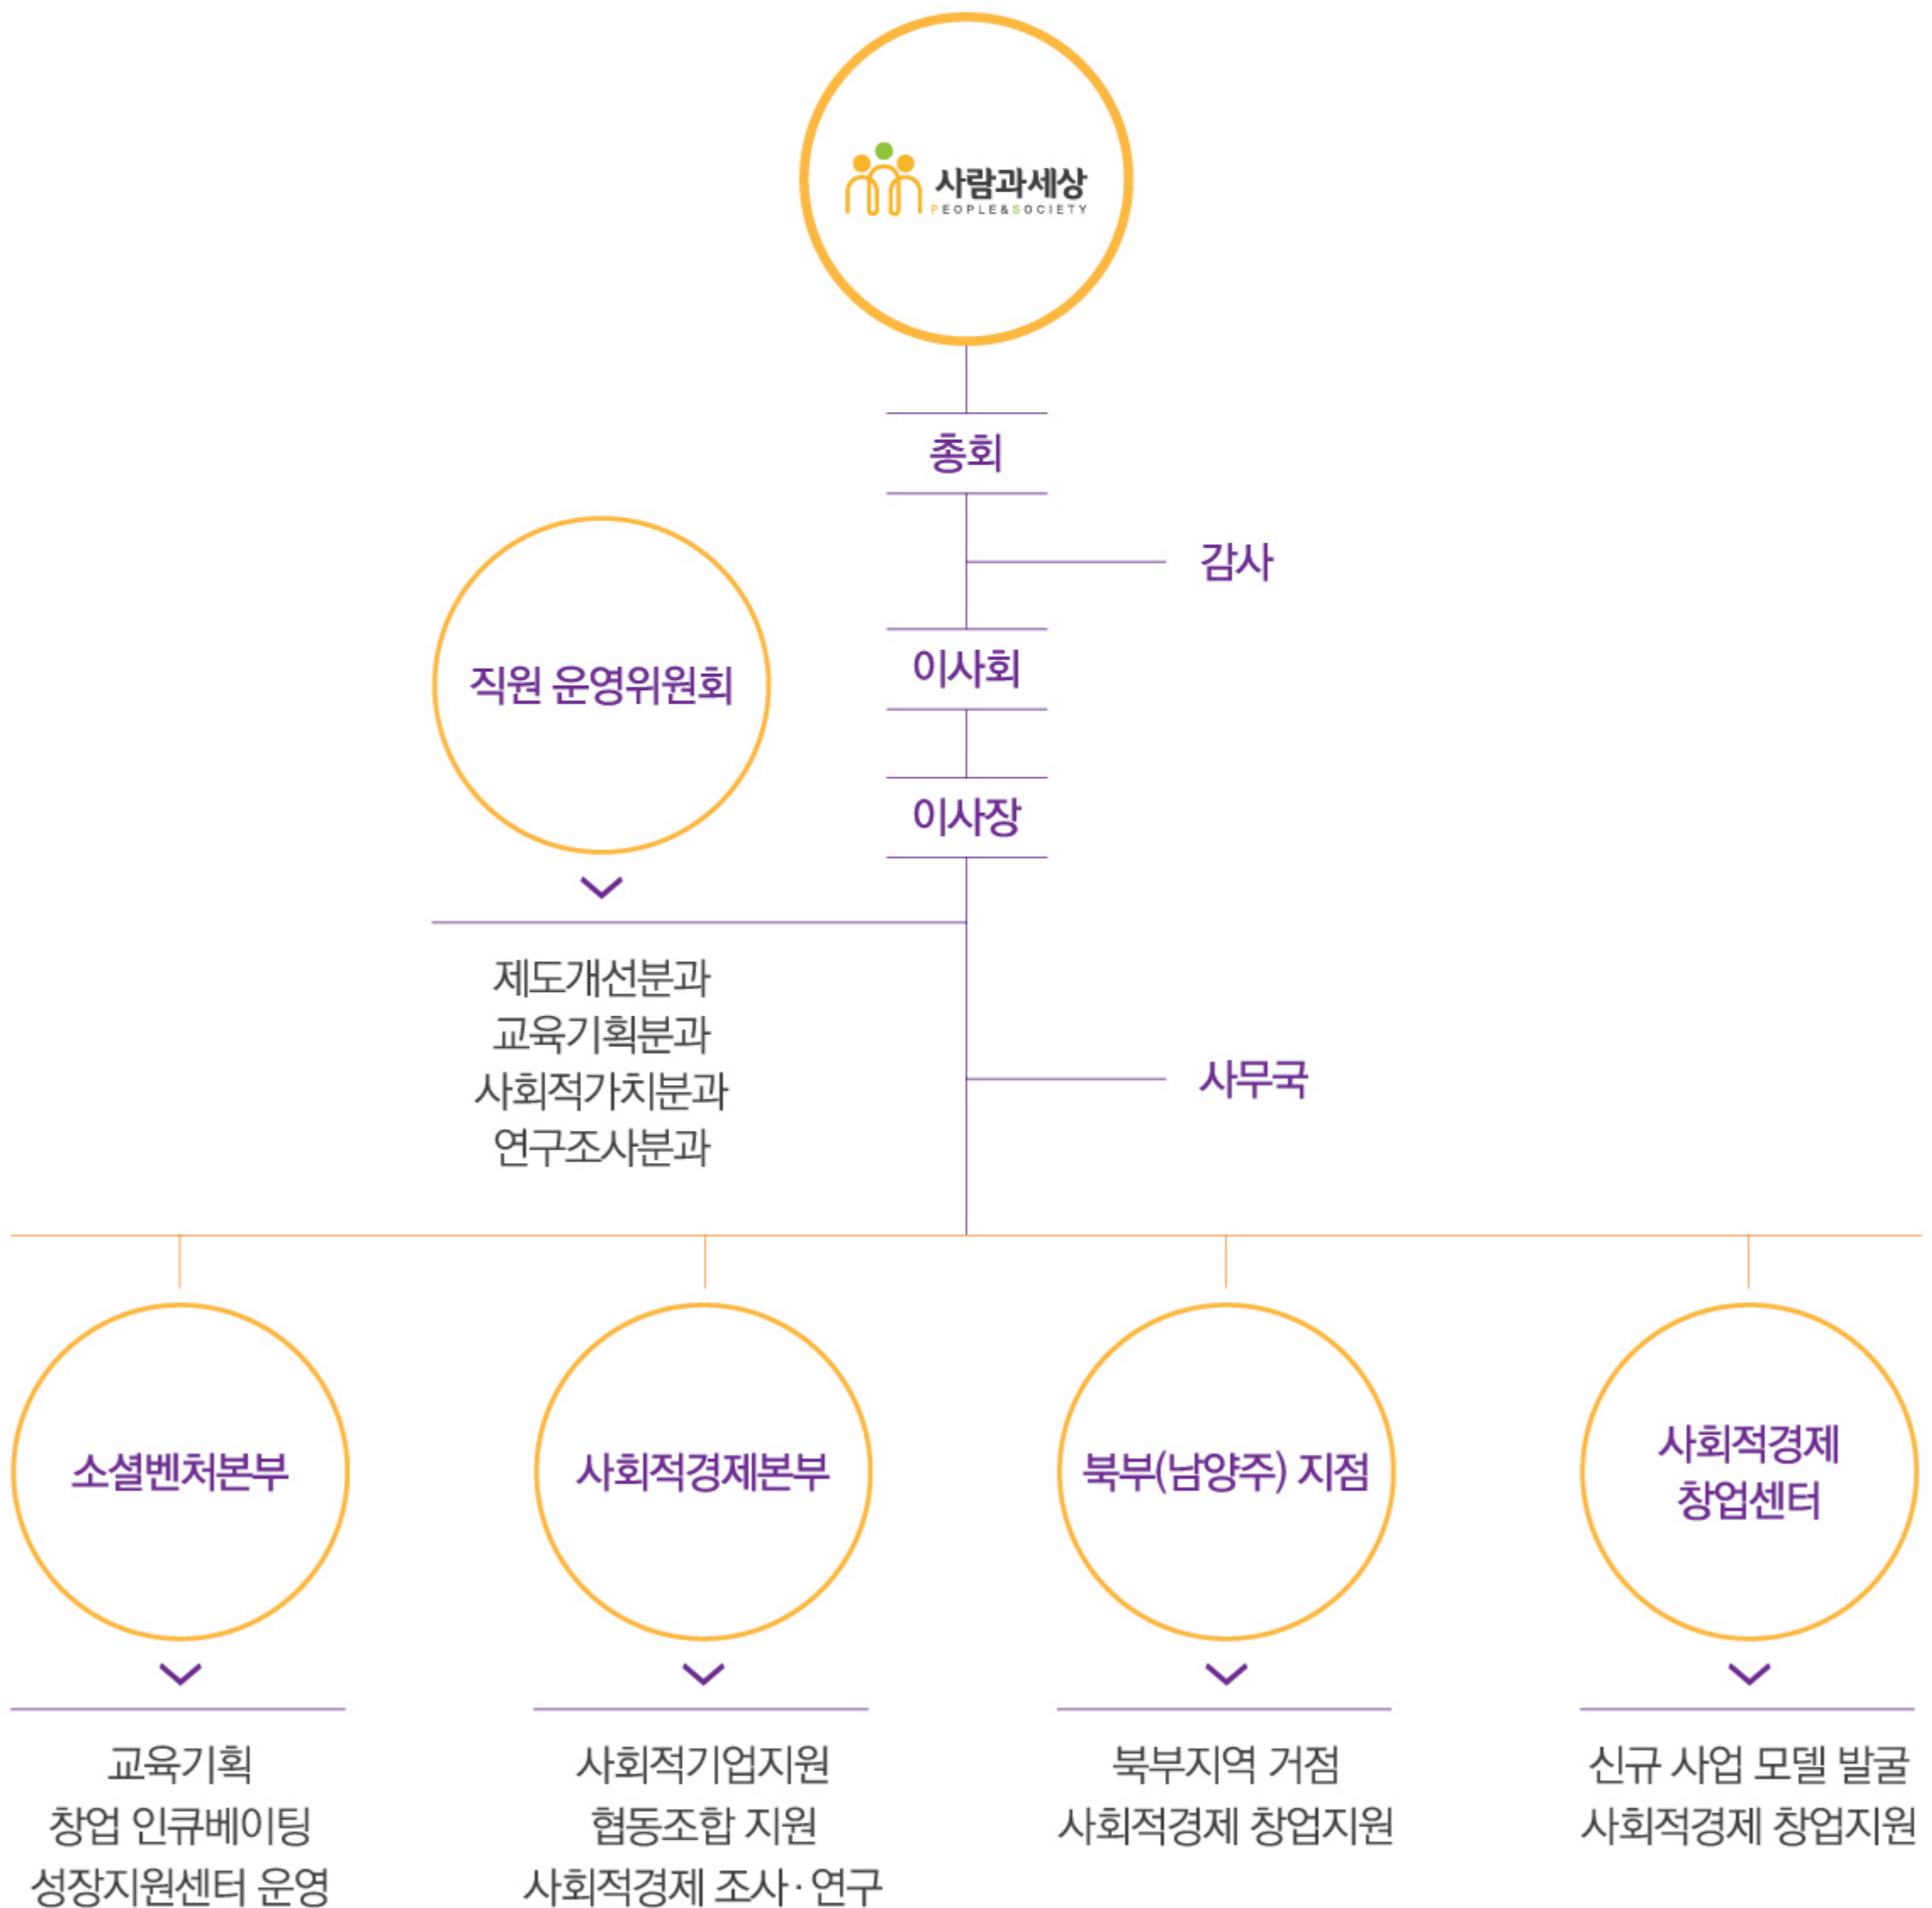 사람과세상
PEOPLE&SOCIETY
총회
감사
이사회
이사장
직원 운영위원회
제도개선분과
교육기획분과
사회적가치분과
연구조사분과
사무국
소셜벤처본부
교육기획
창업 인큐베이팅
성장지원센터 운영
사회적경제본부
사회적기업지원
협동조합 지원
사회적경제 조사·연구
북부(남양주) 지점
북부지역 거점
사회적경제 창업지원
사회적경제
창업센터
신규 사업 모델 발굴
사회적경제 창업지원